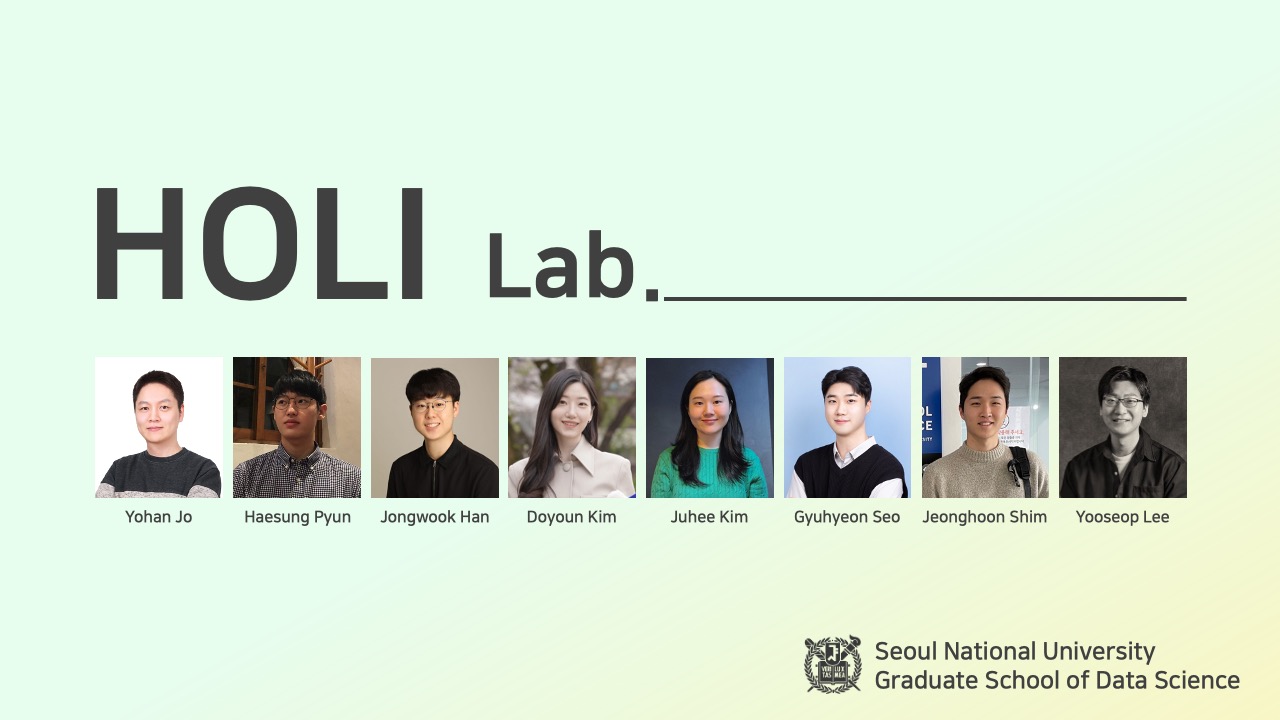 HOLI Lab.
Yohan Jo
Haesung Pyun
Jongwook Han
Doyoun Kim
Juhee Kim
Gyuhyeon Seo
Jeonghoon Shim
Yooseop Lee
Seoul National University
Graduate School of Data Science